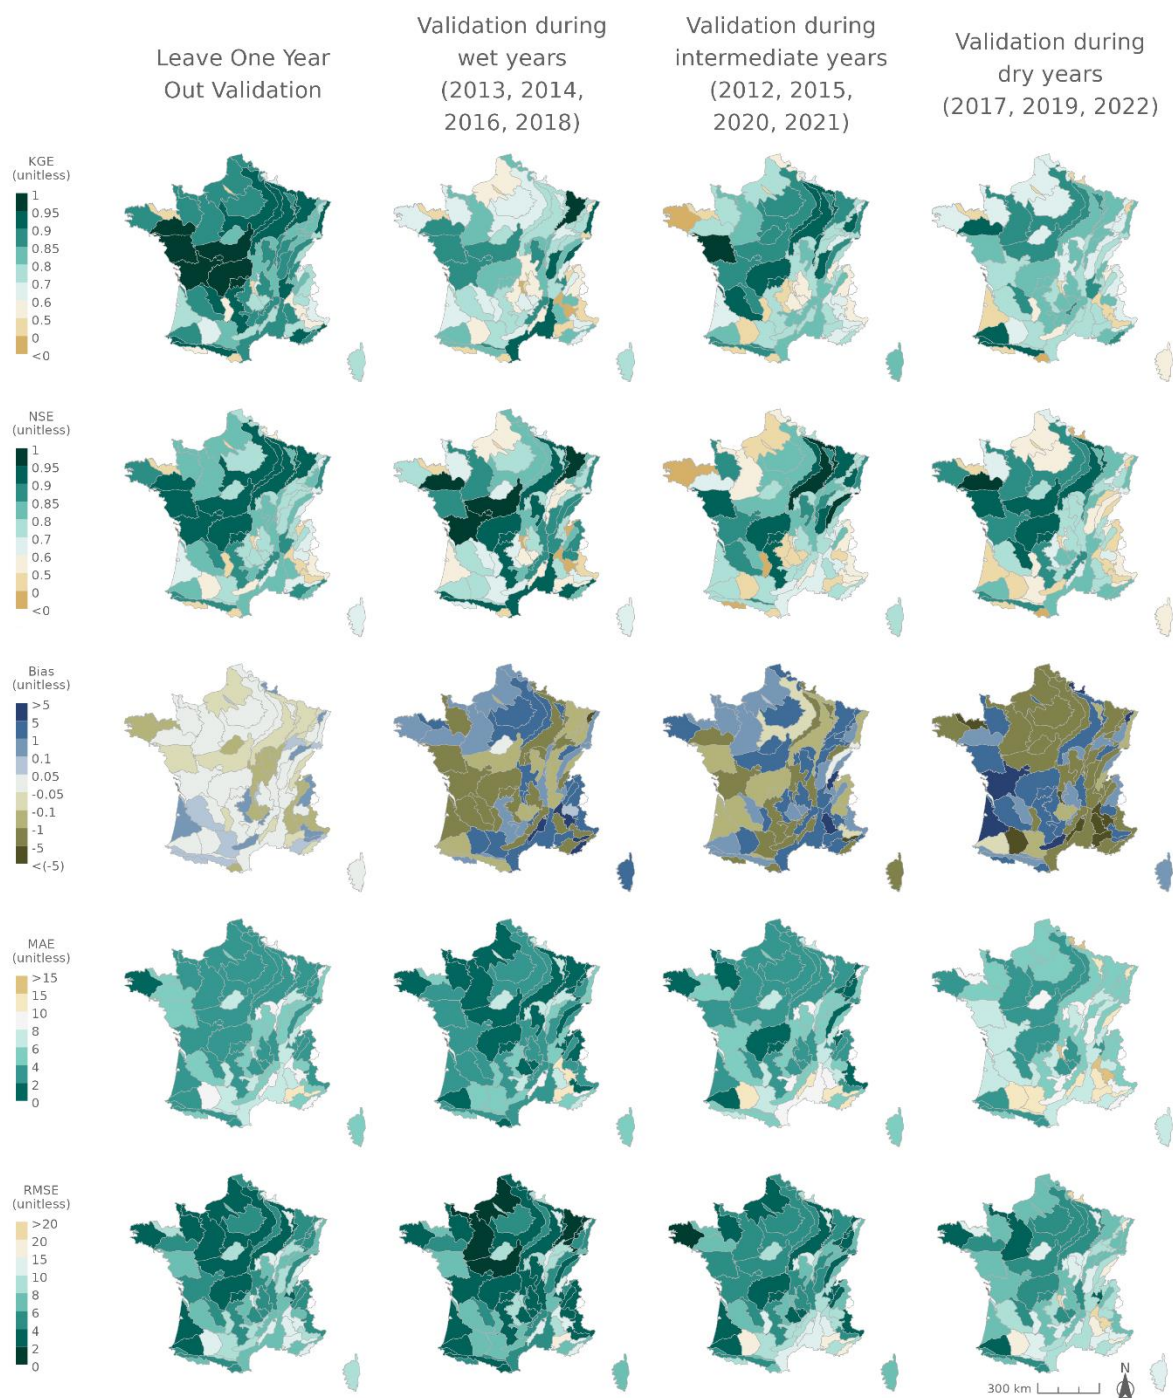 Leave One Year
Out Validation
Validation during
wet years
(2013, 2014,
2016, 2018)
Validation during
intermediate years
(2012, 2015,
2020, 2021)
Validation during
dry years
(2017, 2019, 2022)
KGE
(unitless)
1
0.95
0.9
0.85
0.8
0.7
0.6
0.5
0
<0
NSE
(unitless)
1
0.95
0.9
0.85
0.8
0.7
0.6
0.5
0
<0
Bias
(unitless)
>5
5
1
0.1
0.05
-0.05
-0.1
-1
-5
<(-5)
MAE
(unitless)
>15
15
10
8
6
4
2
0
RMSE
(unitless)
>20
20
15
10
8
6
4
2
0
300 km
N